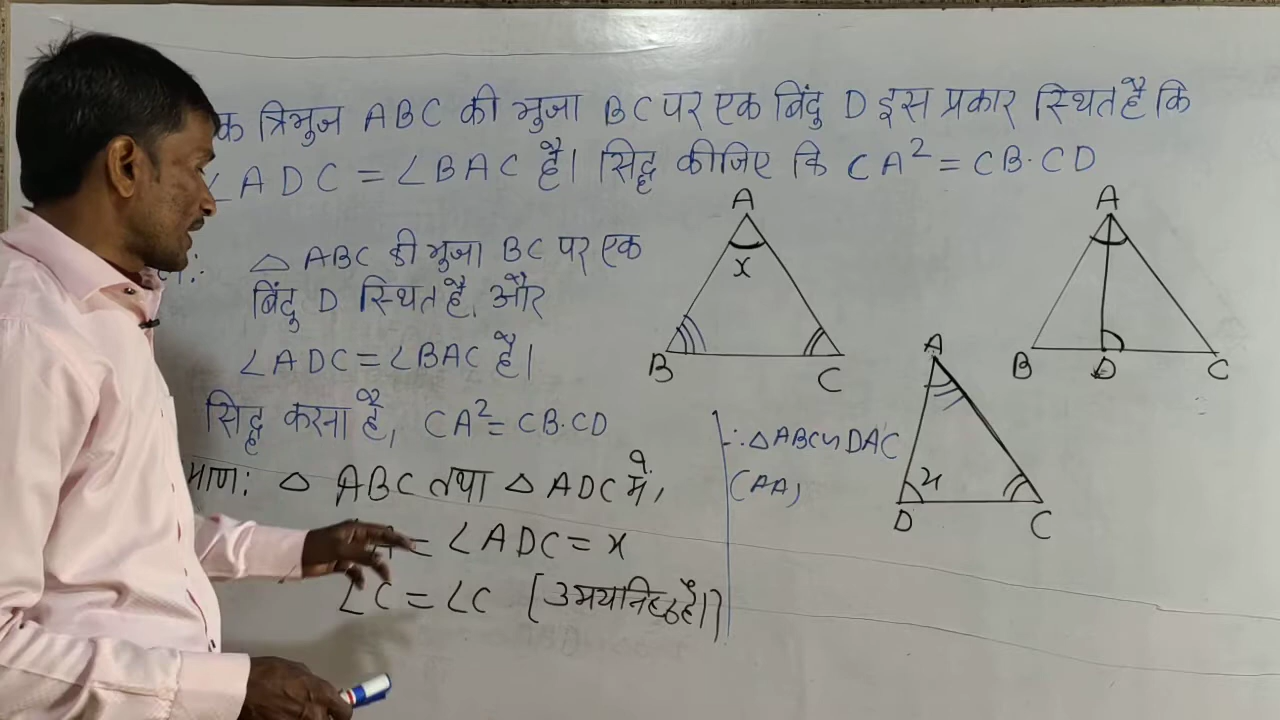 क त्रिभुज ABC की भुजा BC पर एक बिंदु D इस प्रकार स्थित है कि
∠ADC = ∠BAC है। सिद्ध कीजिए कि CA² = CB·CD
△ ABC की भुजा BC पर एक
बिंदु D स्थित है, और
∠ADC = ∠BAC है।
सिद्ध करना है, CA² = CB·CD
माण: △ ABC तथा △ ADC में,
∠A = ∠ADC = x
∠C = ∠C [उभयनिष्ठ है।]
∴ △ABC ∽ DAC
(AA)
A
x
B
C
A
B
D
C
A
x
D
C